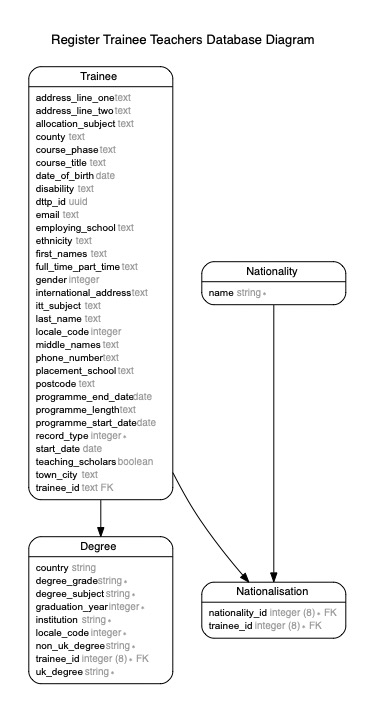 Register Trainee Teachers Database Diagram
Trainee
address_line_one text
address_line_two text
allocation_subject text
county text
course_phase text
course_title text
date_of_birth date
disability text
dttp_id uuid
email text
employing_school text
ethnicity text
first_names text
full_time_part_time text
gender integer
international_address text
itt_subject text
last_name text
locale_code integer
middle_names text
phone_number text
placement_school text
postcode text
programme_end_date date
programme_length text
programme_start_date date
record_type integer *
start_date date
teaching_scholars boolean
town_city text
trainee_id text FK
Nationality
name string *
Degree
country string
degree_grade string *
degree_subject string *
graduation_year integer *
institution string *
locale_code integer *
non_uk_degree string *
trainee_id integer (8) * FK
uk_degree string *
Nationalisation
nationality_id integer (8) * FK
trainee_id integer (8) * FK